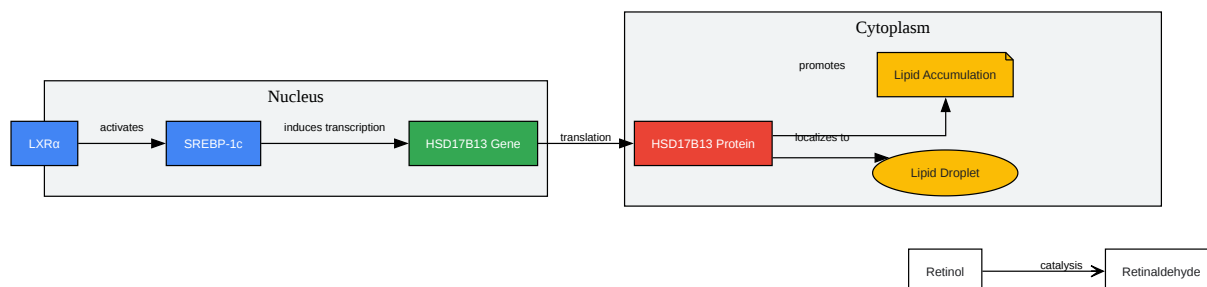 Cytoplasm
promotes
Lipid Accumulation
Nucleus
LXRα
activates
SREBP-1c
induces transcription
HSD17B13 Gene
translation
HSD17B13 Protein
localizes to
Lipid Droplet
Retinol
catalysis
Retinaldehyde